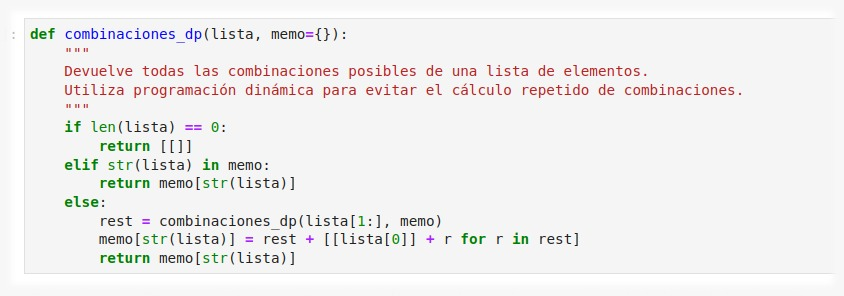 : def combinaciones_dp(lista, memo={}):
    """
    Devuelve todas las combinaciones posibles de una lista de elementos.
    Utiliza programación dinámica para evitar el cálculo repetido de combinaciones.
    """
    if len(lista) == 0:
        return [[]]
    elif str(lista) in memo:
        return memo[str(lista)]
    else:
        rest = combinaciones_dp(lista[1:], memo)
        memo[str(lista)] = rest + [[lista[0]] + r for r in rest]
        return memo[str(lista)]